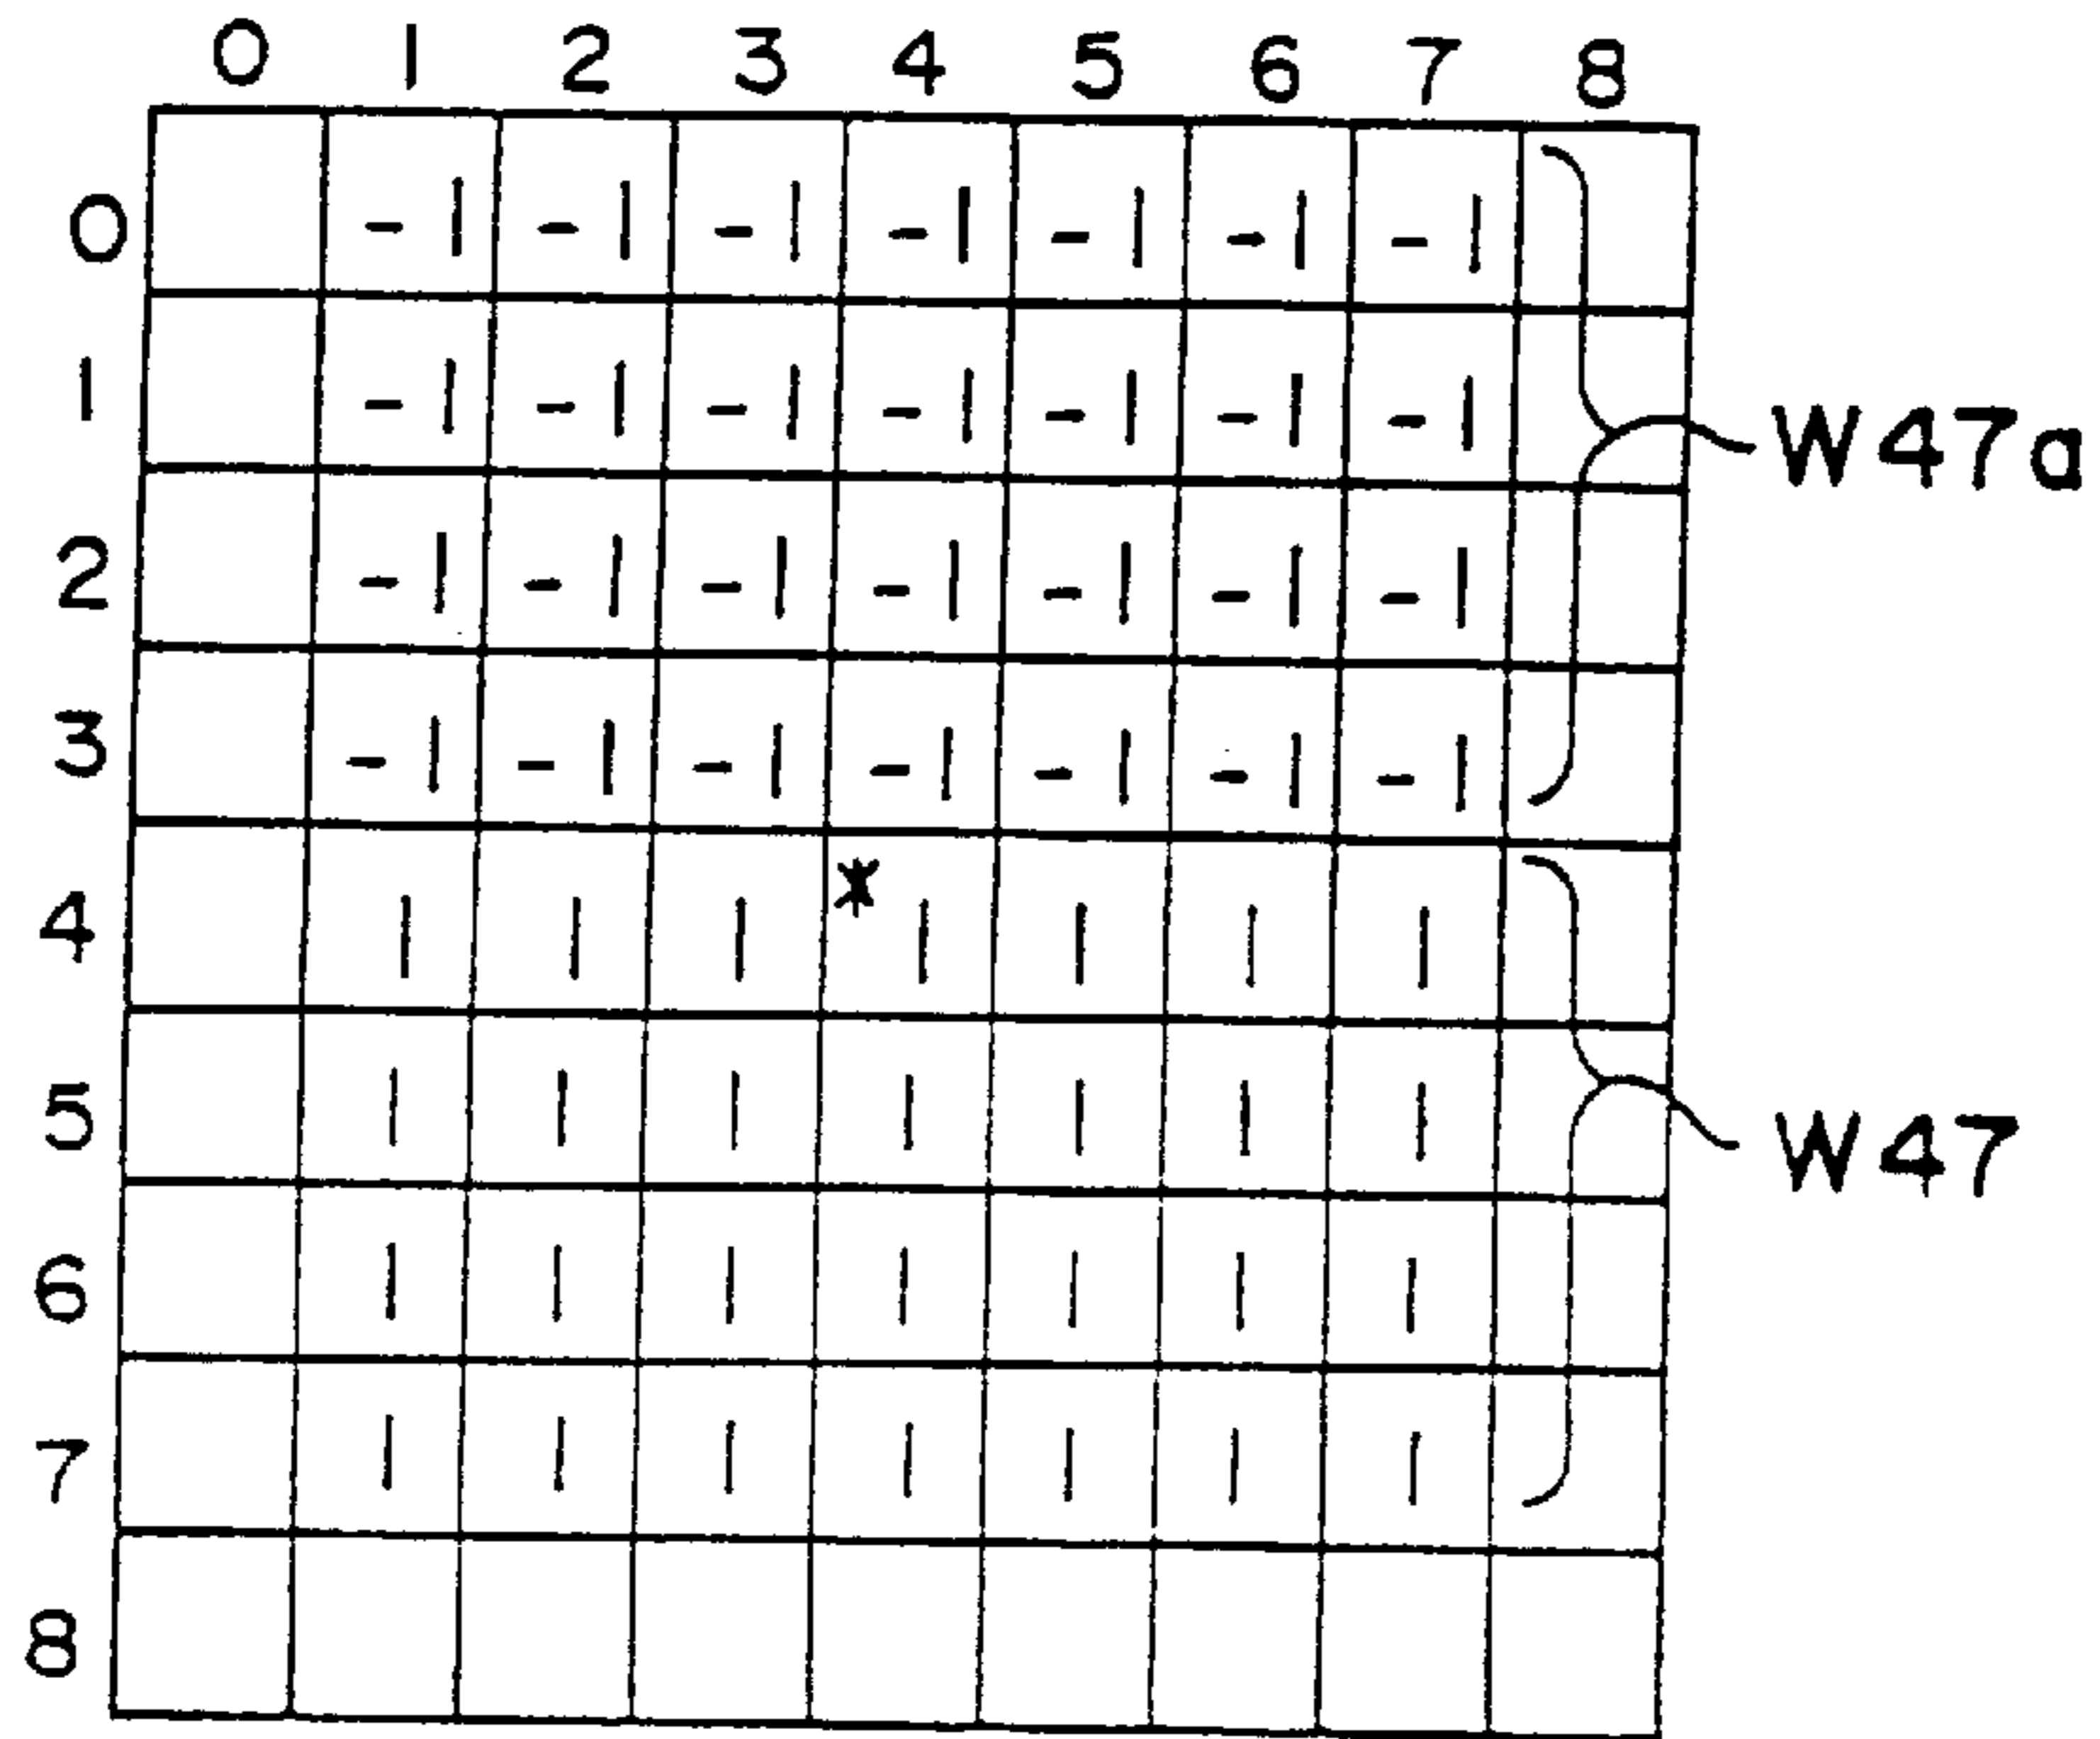 0 1 2 3 4 5 6 7 8
0 -1 -1 -1 -1 -1 -1 -1
1 -1 -1 -1 -1 -1 -1 -1 W47a
2 -1 -1 -1 -1 -1 -1 -1
3 -1 -1 -1 -1 -1 -1 -1
4 1 1 1 *1 1 1 1
5 1 1 1 1 1 1 1 W47
6 1 1 1 1 1 1 1
7 1 1 1 1 1 1 1
8